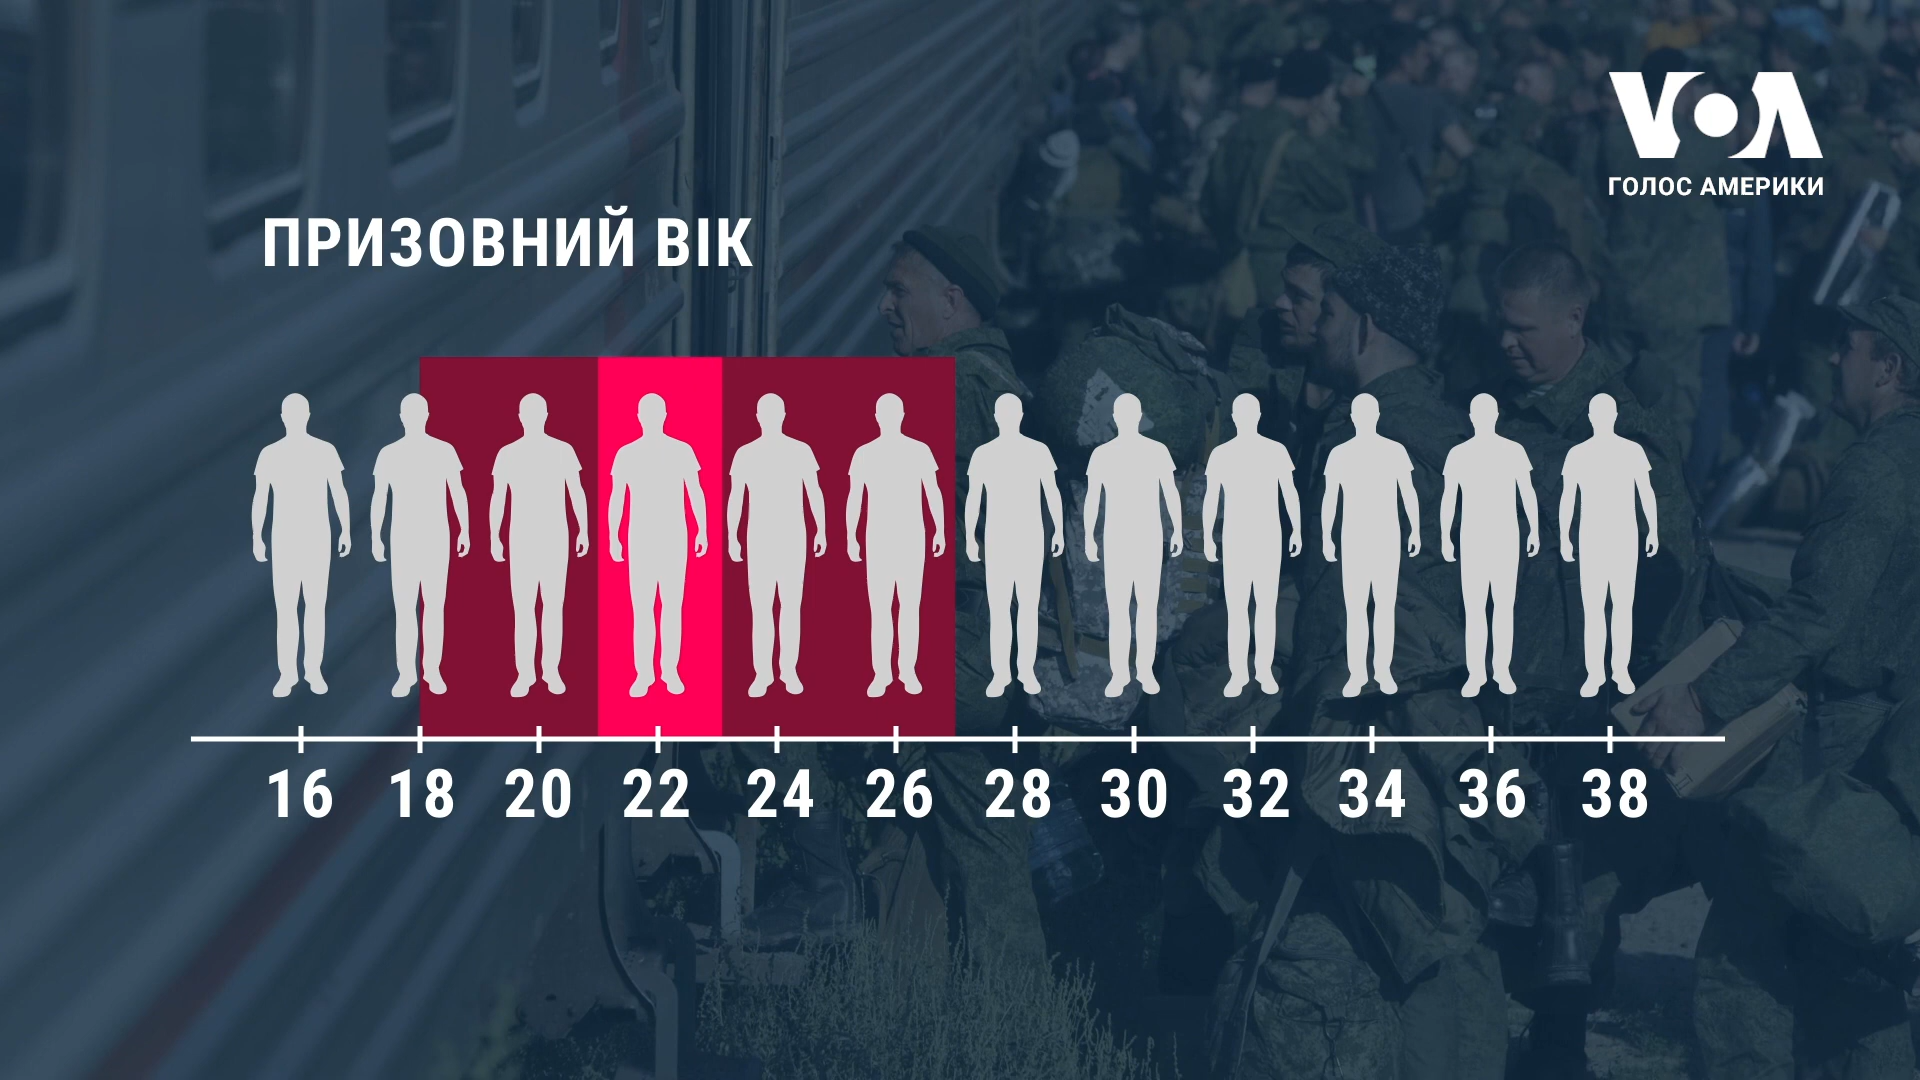 VOA
ГОЛОС АМЕРИКИ
ПРИЗОВНИЙ ВІК
16 18 20 22 24 26 28 30 32 34 36 38